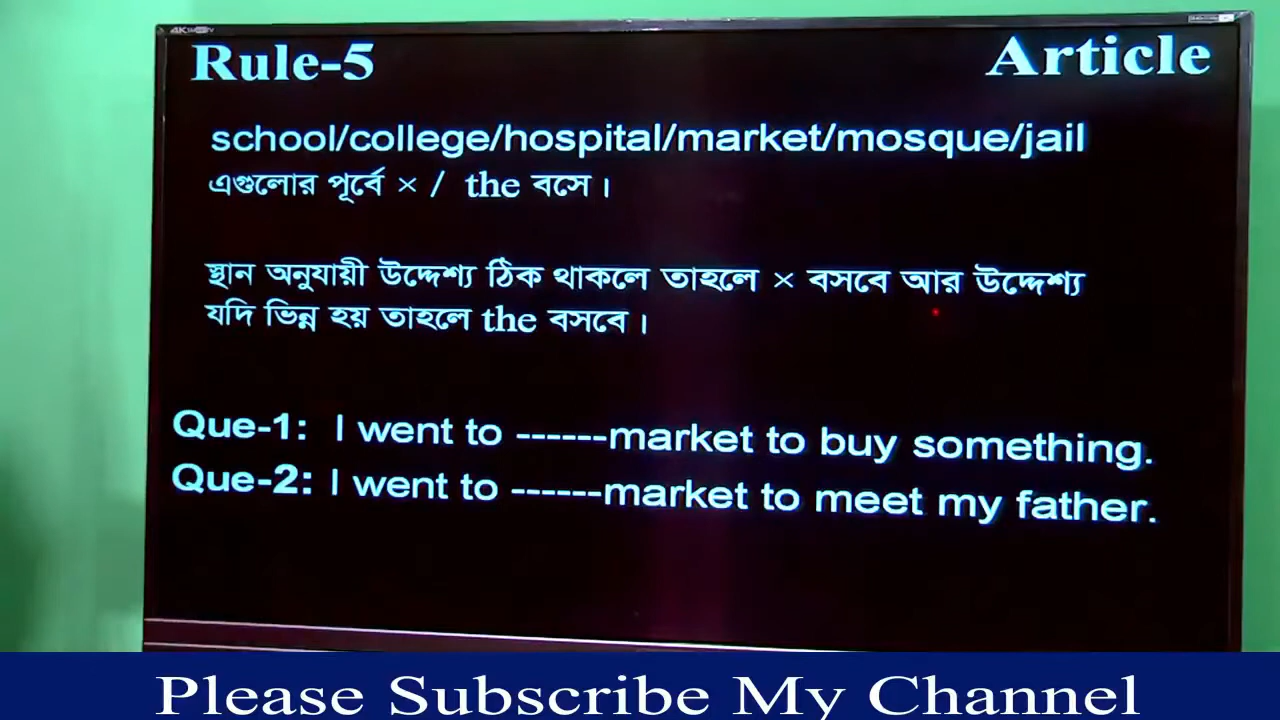 Rule-5
Article
school/college/hospital/market/mosque/jail
এগুলোর পূর্বে × / the বসে।
স্থান অনুযায়ী উদ্দেশ্য ঠিক থাকলে তাহলে × বসবে আর উদ্দেশ্য
যদি ভিন্ন হয় তাহলে the বসবে।
Que-1: I went to ------market to buy something.
Que-2: I went to ------market to meet my father.
Please Subscribe My Channel